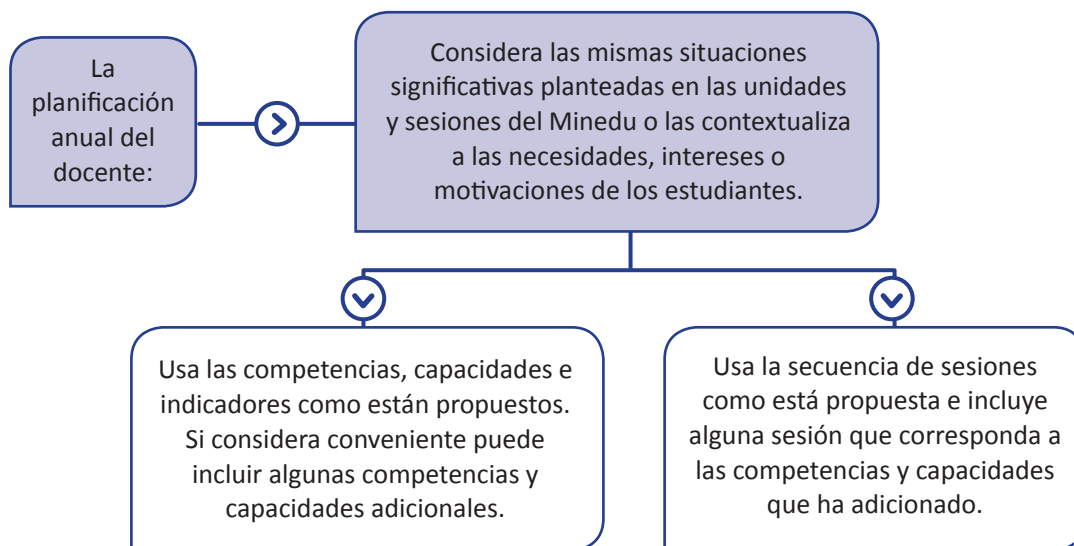 La
planificación
anual del
docente:
Considera las mismas situaciones
significativas planteadas en las unidades
y sesiones del Minedu o las contextualiza
a las necesidades, intereses o
motivaciones de los estudiantes.
Usa las competencias, capacidades e
indicadores como están propuestos.
Si considera conveniente puede
incluir algunas competencias y
capacidades adicionales.
Usa la secuencia de sesiones
como está propuesta e incluye
alguna sesión que corresponda a
las competencias y capacidades
que ha adicionado.